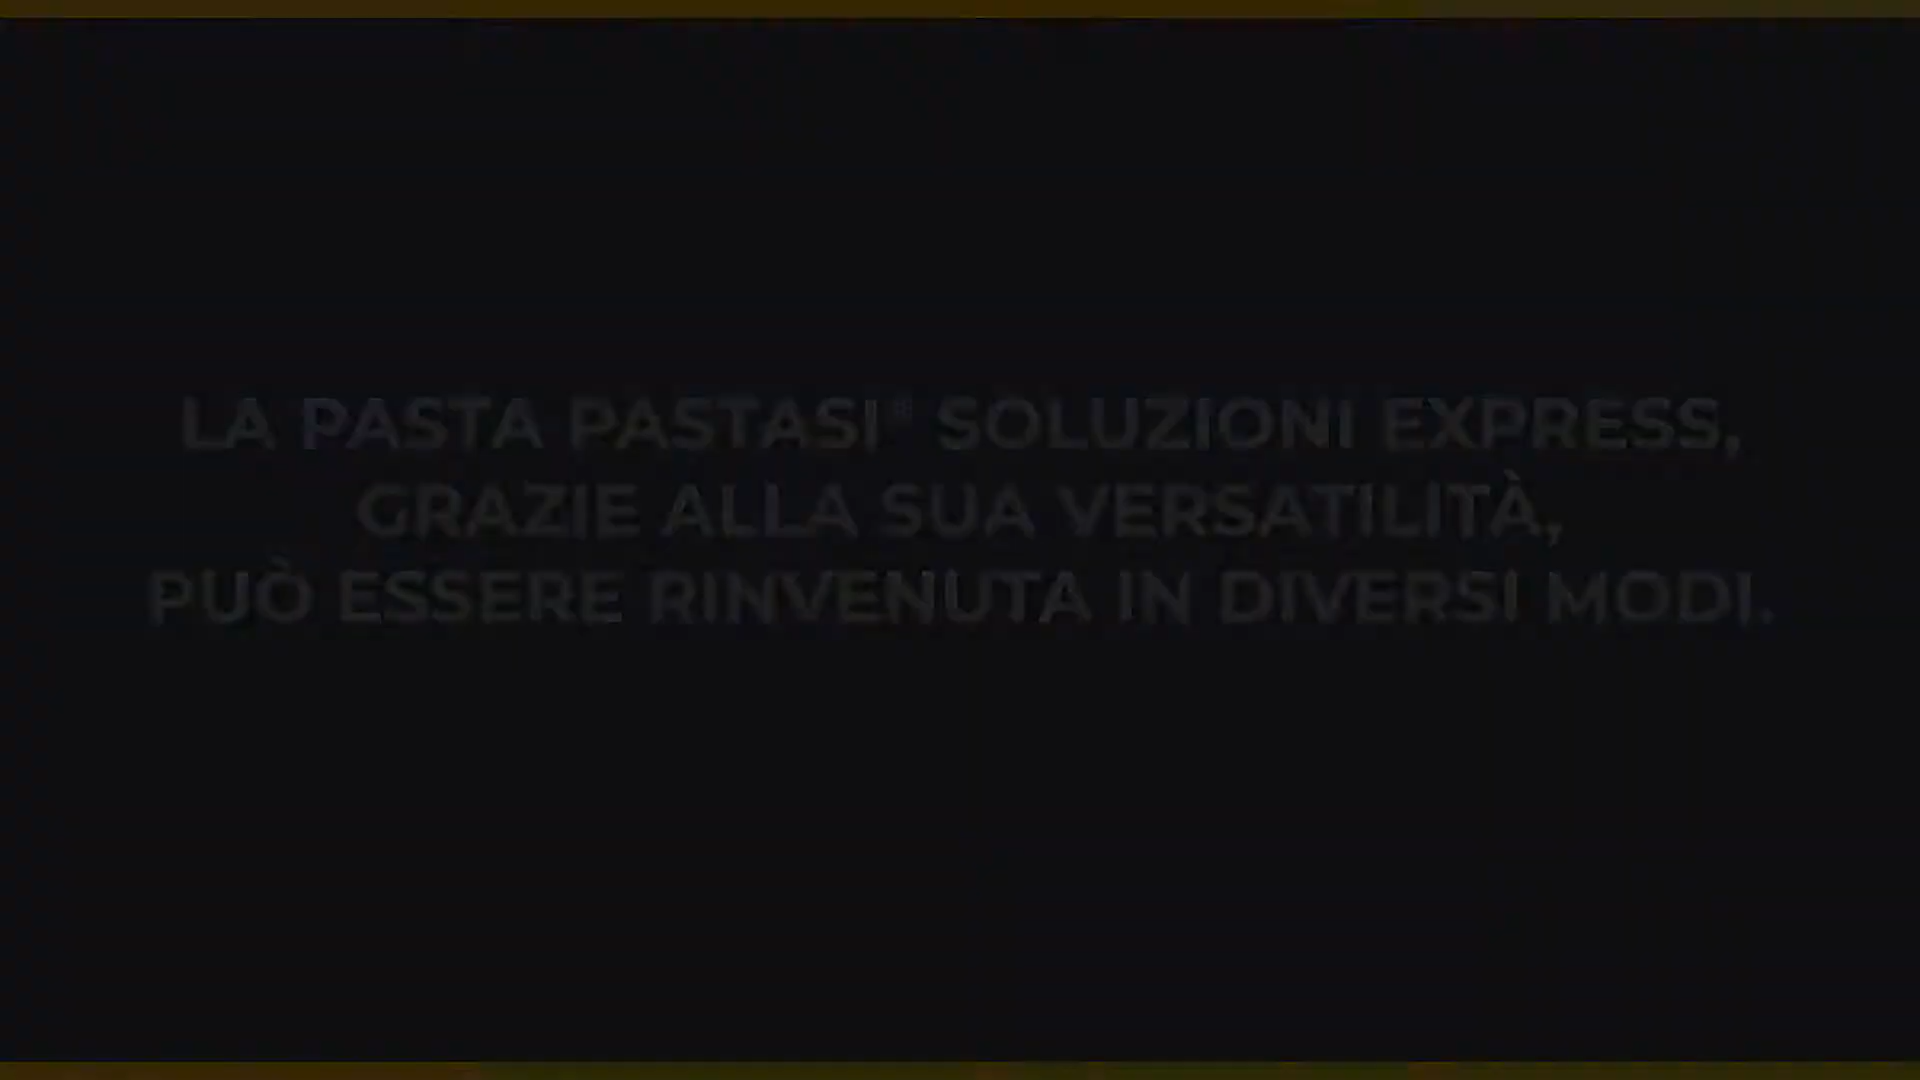 LA PASTA PASTASI® SOLUZIONI EXPRESS,
GRAZIE ALLA SUA VERSATILITÀ,
PUÒ ESSERE RINVENUTA IN DIVERSI MODI.